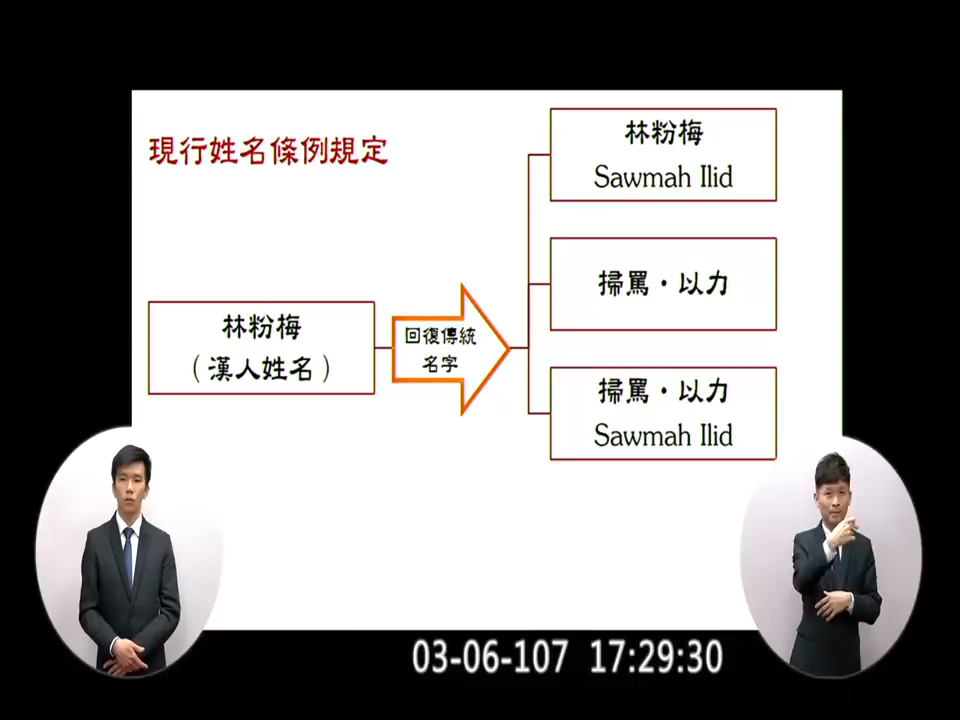 現行姓名條例規定
林粉梅
（漢人姓名）
回復傳統
名字
林粉梅
Sawmah Ilid
掃罵・以力
掃罵・以力
Sawmah Ilid
03-06-107 17:29:30